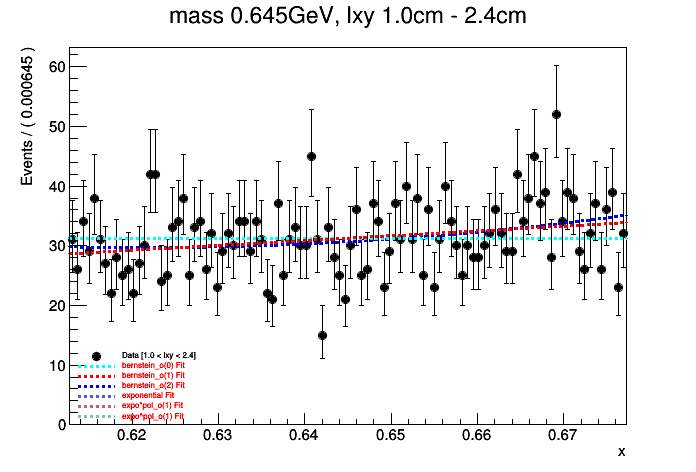 mass 0.645GeV, lxy 1.0cm - 2.4cm
Events / ( 0.000645 )
60
50
40
30
20
10
0
Data [1.0 < lxy < 2.4]
bernstein_o(0) Fit
bernstein_o(1) Fit
bernstein_o(2) Fit
exponential Fit
expo*pol_o(1) Fit
expo*pol_o(1) Fit
0.62 0.63 0.64 0.65 0.66 0.67
x